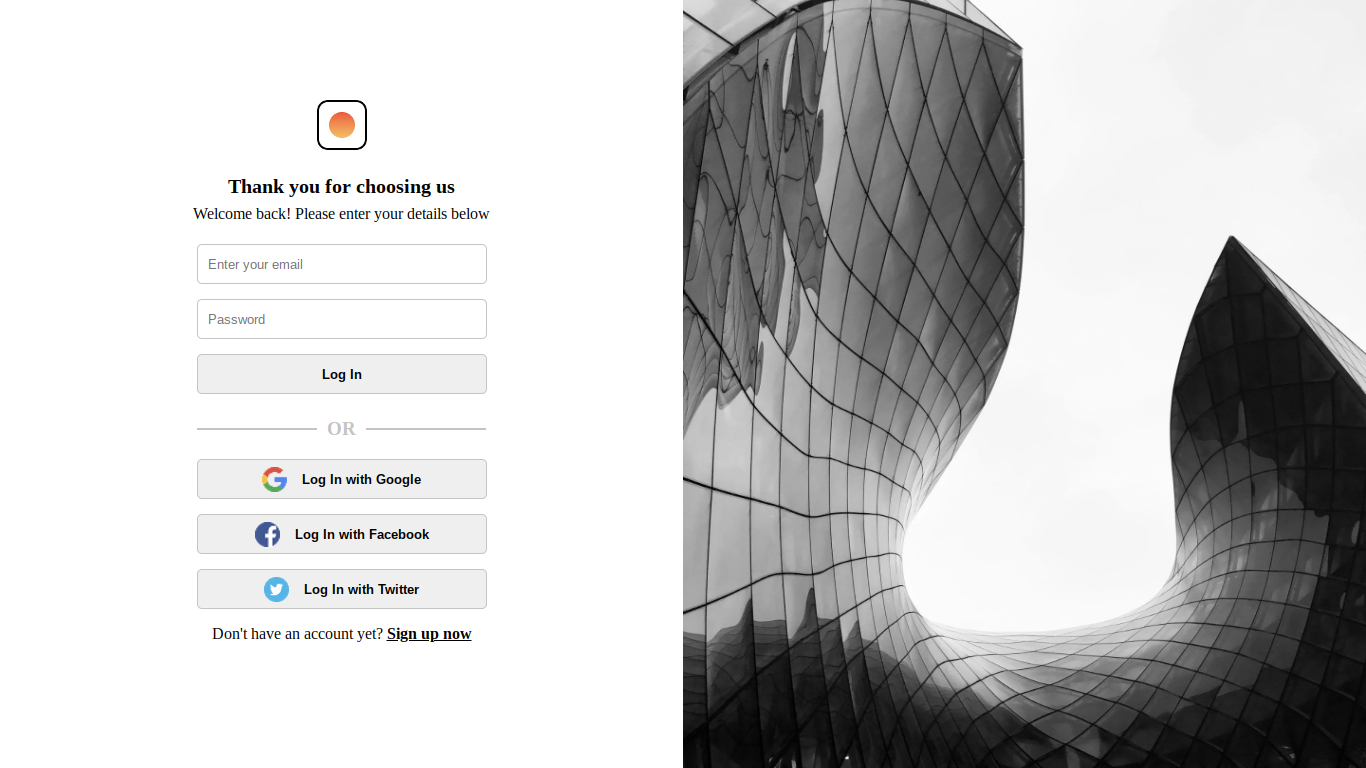 Thank you for choosing us
Welcome back! Please enter your details below
Enter your email
Password
Log In
OR
Log In with Google
Log In with Facebook
Log In with Twitter
Don't have an account yet? Sign up now